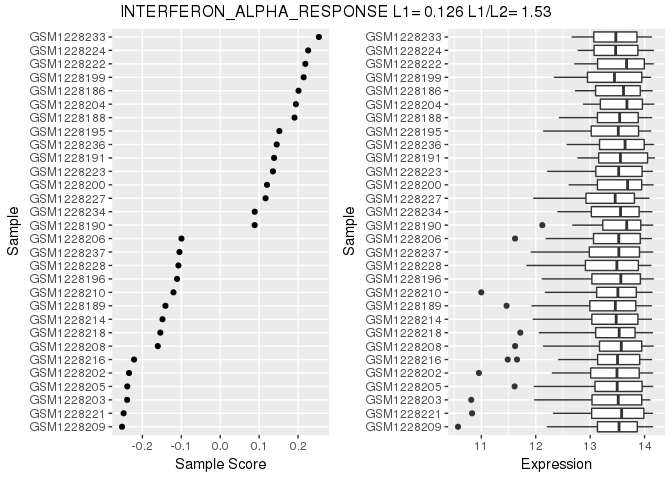 INTERFERON_ALPHA_RESPONSE L1= 0.126 L1/L2= 1.53
Sample
GSM1228233
GSM1228224
GSM1228222
GSM1228199
GSM1228186
GSM1228204
GSM1228188
GSM1228195
GSM1228236
GSM1228191
GSM1228223
GSM1228200
GSM1228227
GSM1228234
GSM1228190
GSM1228206
GSM1228237
GSM1228228
GSM1228196
GSM1228210
GSM1228189
GSM1228214
GSM1228218
GSM1228208
GSM1228216
GSM1228202
GSM1228205
GSM1228203
GSM1228221
GSM1228209
-0.2 -0.1 0.0 0.1 0.2
Sample Score
Sample
GSM1228233
GSM1228224
GSM1228222
GSM1228199
GSM1228186
GSM1228204
GSM1228188
GSM1228195
GSM1228236
GSM1228191
GSM1228223
GSM1228200
GSM1228227
GSM1228234
GSM1228190
GSM1228206
GSM1228237
GSM1228228
GSM1228196
GSM1228210
GSM1228189
GSM1228214
GSM1228218
GSM1228208
GSM1228216
GSM1228202
GSM1228205
GSM1228203
GSM1228221
GSM1228209
11 12 13 14
Expression